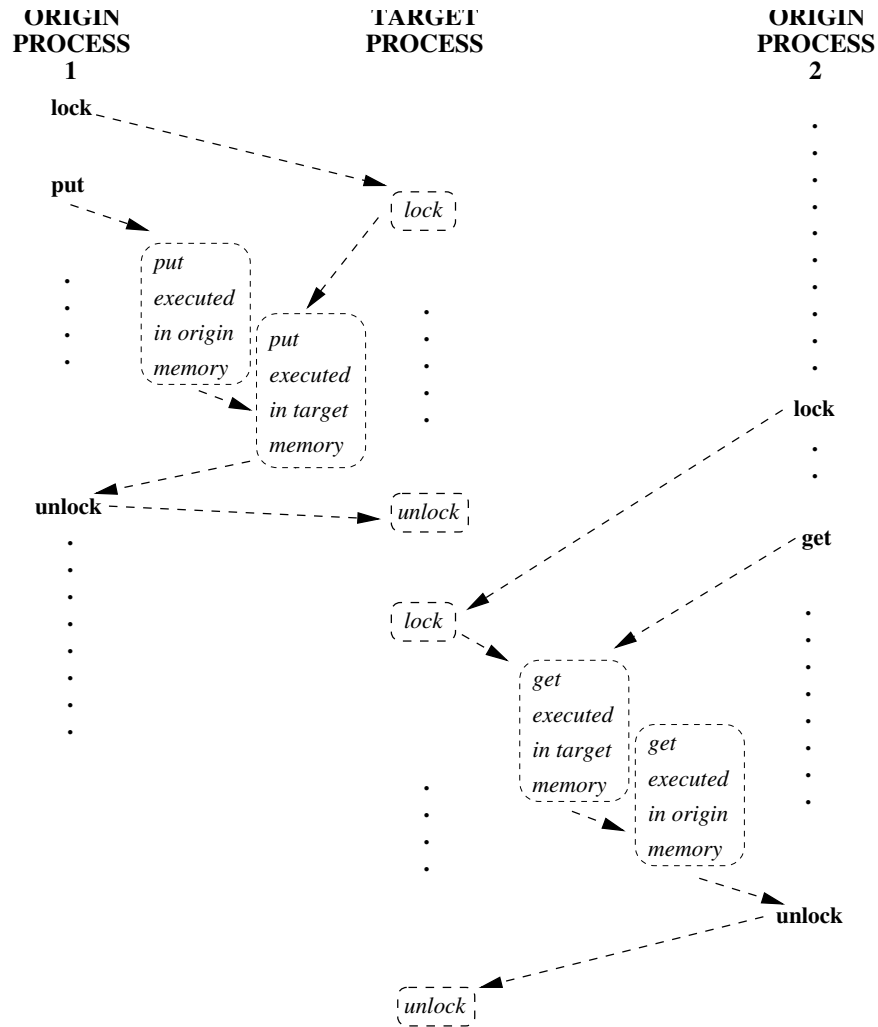 ORIGIN
PROCESS
1
TARGET
PROCESS
ORIGIN
PROCESS
2
lock
put
lock
put
executed
in origin
memory
put
executed
in target
memory
lock
unlock
unlock
get
lock
get
executed
in target
memory
get
executed
in origin
memory
unlock
unlock